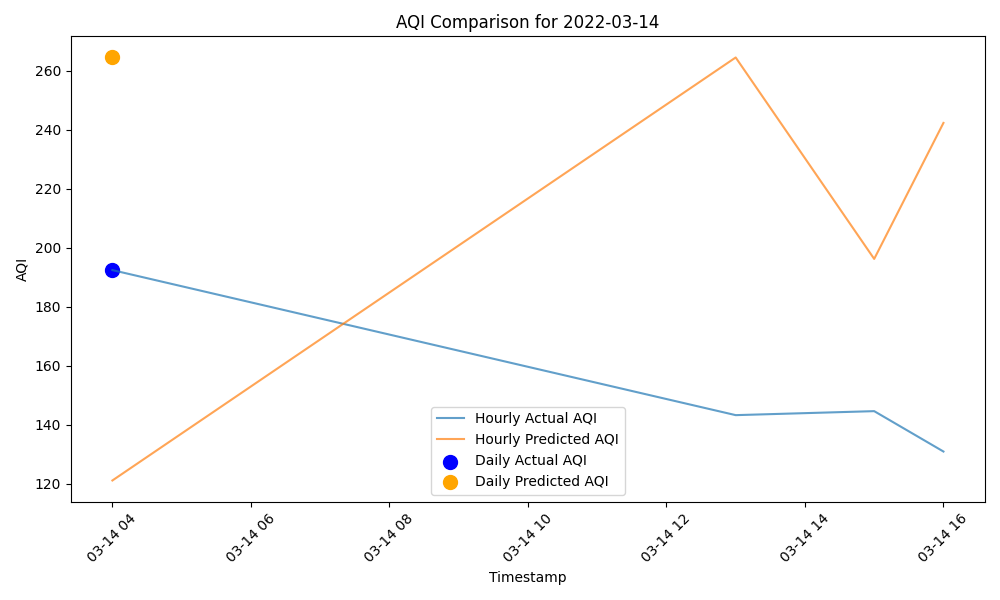 AQI Comparison for 2022-03-14
260
240
220
200
180
160
140
120
AQI
Hourly Actual AQI
Hourly Predicted AQI
Daily Actual AQI
Daily Predicted AQI
03-14 04
03-14 06
03-14 08
03-14 10
03-14 12
03-14 14
03-14 16
Timestamp